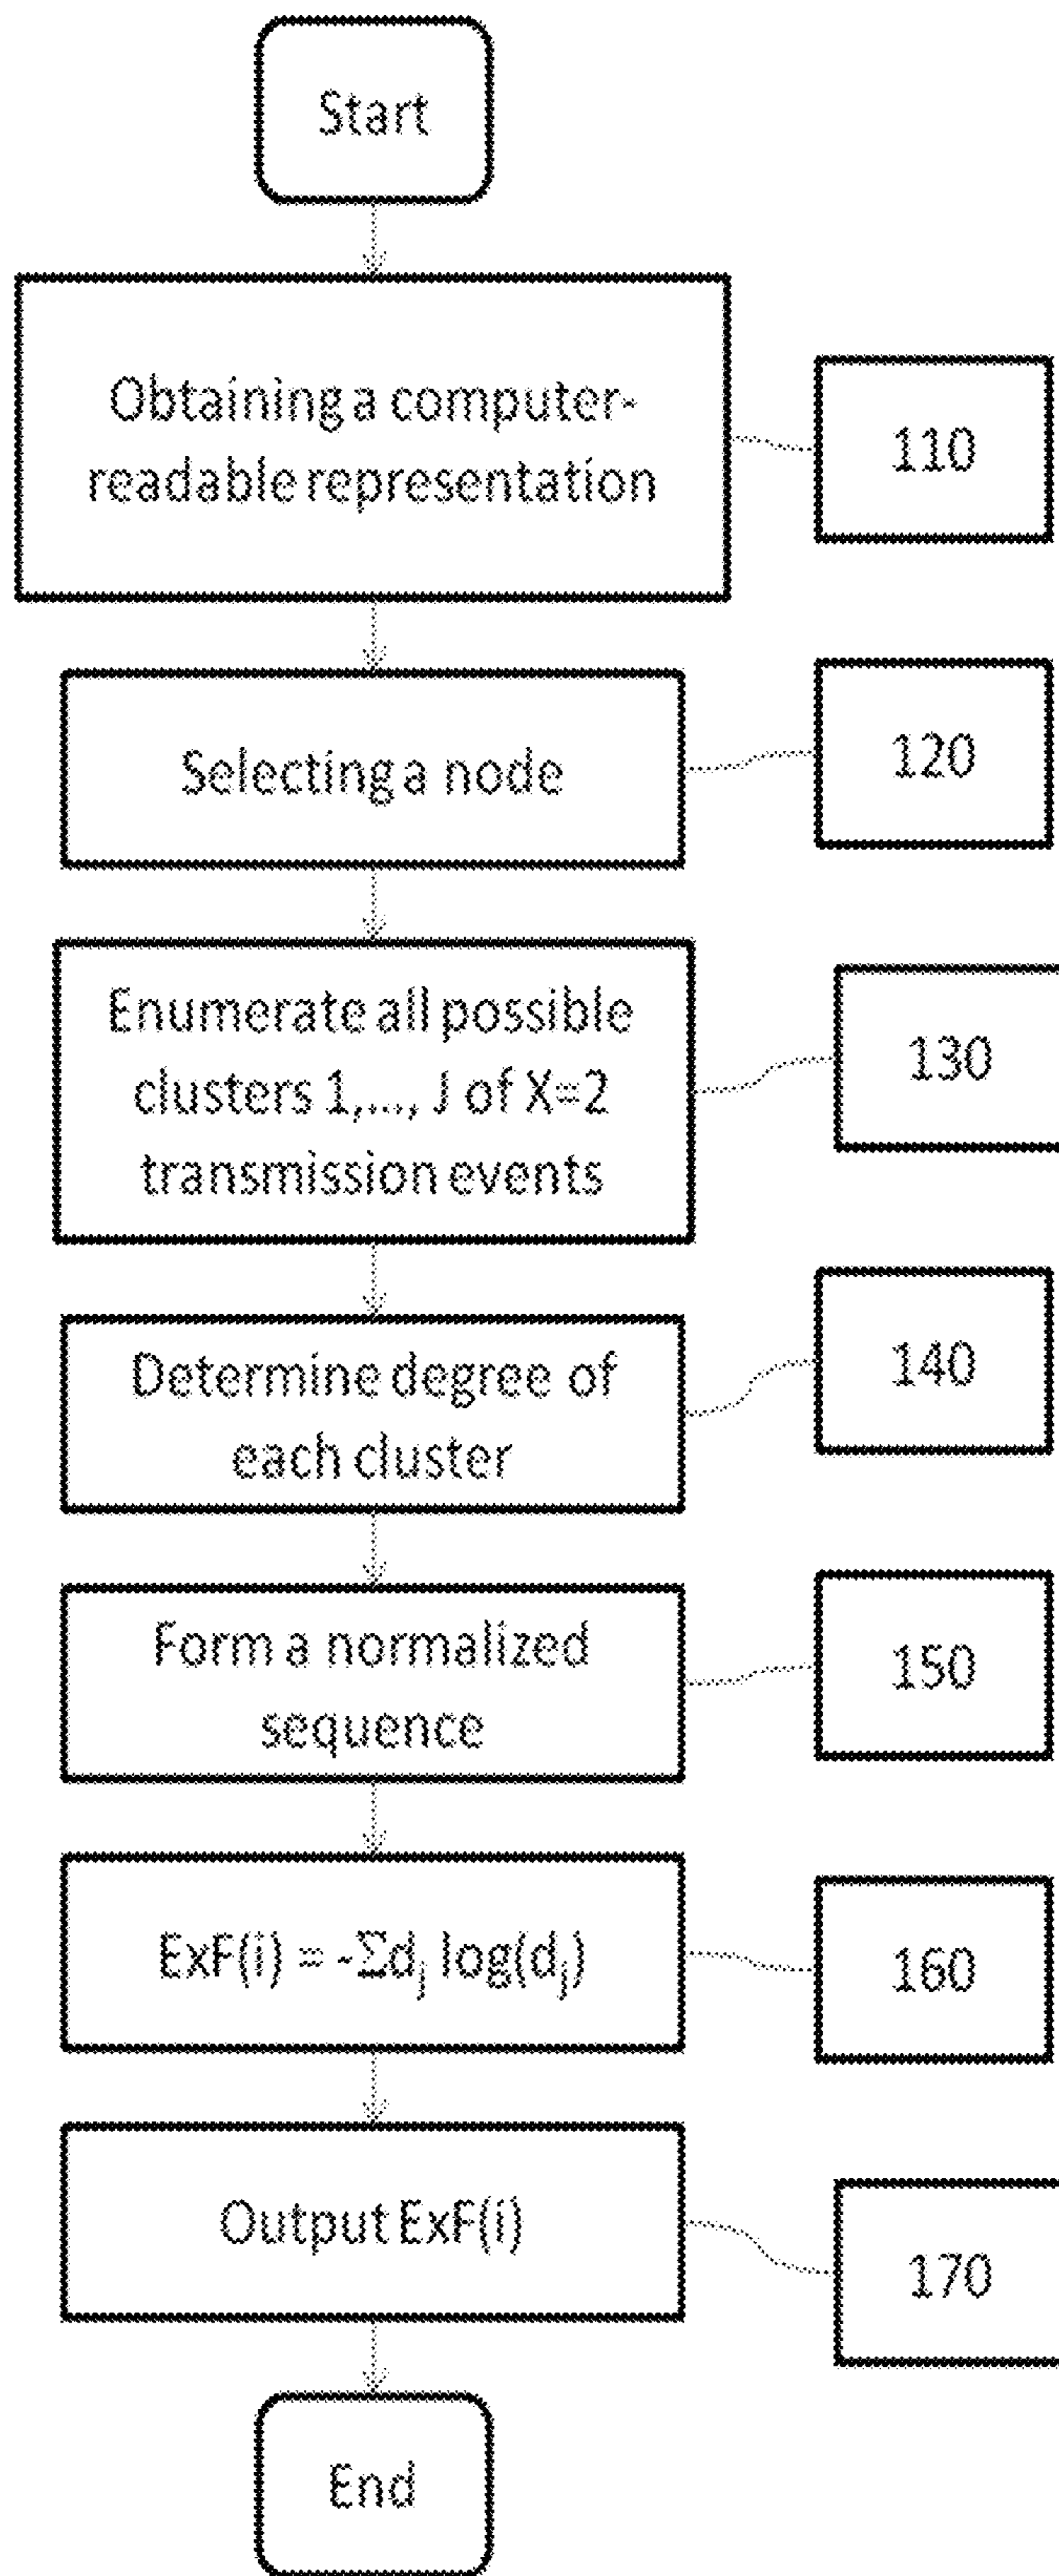 Start
Obtaining a computer-
readable representation
110
Selecting a node
120
Enumerate all possible
clusters 1,..., J of X=2
transmission events
130
Determine degree of
each cluster
140
Form a normalized
sequence
150
ExF(i) = -Σdj log(dj)
160
Output ExF(i)
170
End